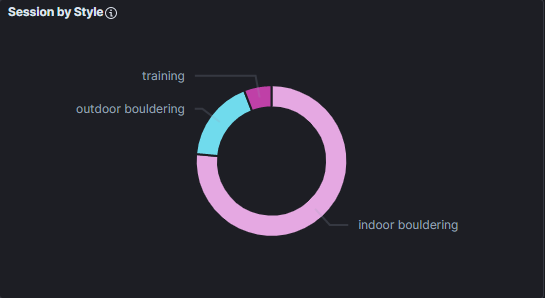 Session by Style
training
outdoor bouldering
indoor bouldering